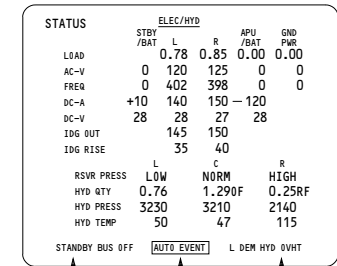 STATUS ELEC/HYD
STBY APU GND
/BAT L R /BAT PWR
LOAD 0.78 0.85 0.00 0.00
AC-V 0 120 125 0 0
FREQ 0 402 398 0 0
DC-A +10 140 150 -120
DC-V 28 28 27 28
IDG OUT 145 150
IDG RISE 35 40
L C R
RSVR PRESS LOW NORM HIGH
HYD QTY 0.76 1.290F 0.25RF
HYD PRESS 3230 3210 2140
HYD TEMP 50 47 115
STANDBY BUS OFF AUTO EVENT L DEM HYD OVHT